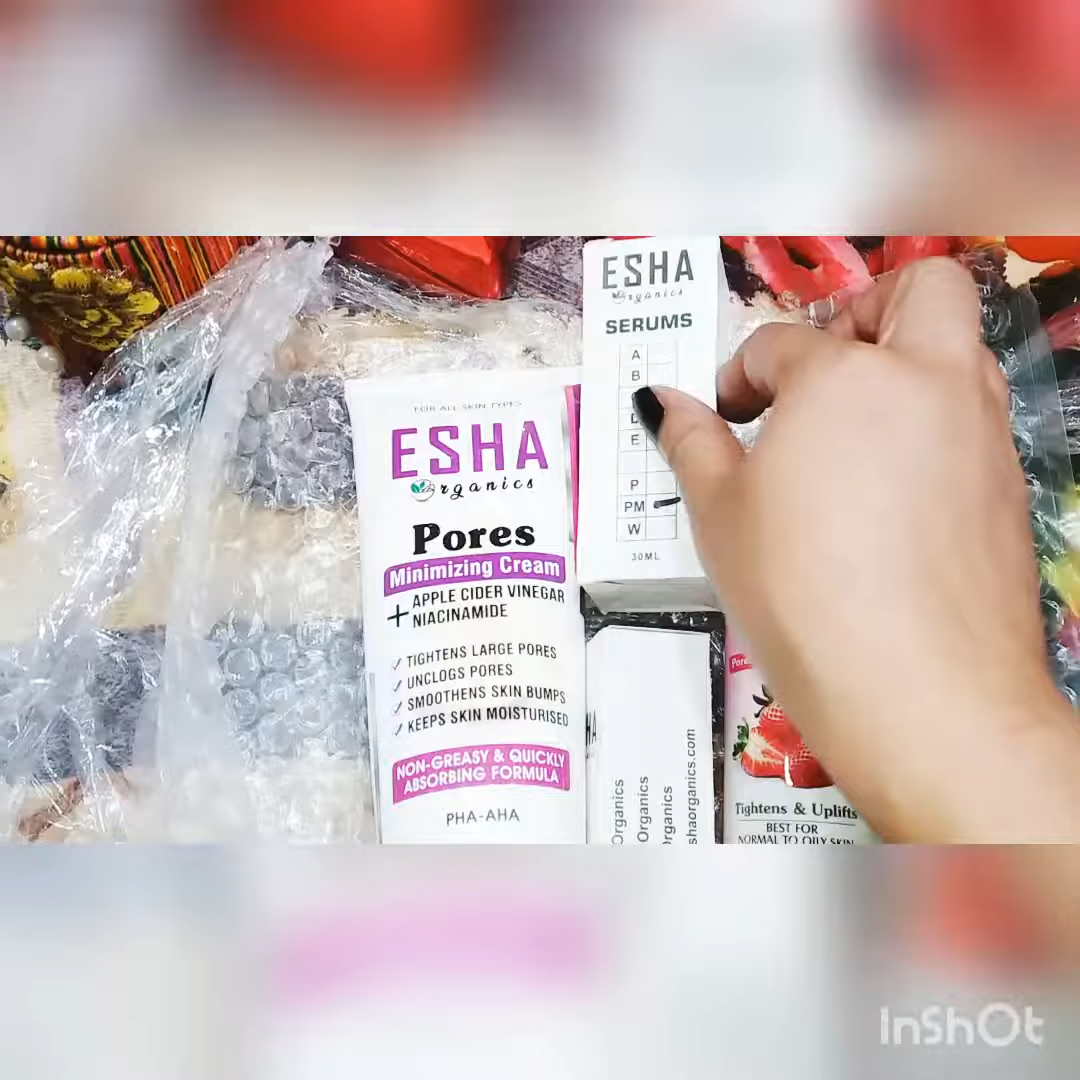 FOR ALL SKIN TYPES
ESHA
Organics
Pores
Minimizing Cream
+ APPLE CIDER VINEGAR
NIACINAMIDE
✓ TIGHTENS LARGE PORES
✓ UNCLOGS PORES
✓ SMOOTHENS SKIN BUMPS
✓ KEEPS SKIN MOISTURISED
NON-GREASY & QUICKLY
ABSORBING FORMULA
PHA-AHA
ESHA
Organics
SERUMS
A
B
D
E
P
PM
W
30ML
Organics
Organics
Organics
shaorganics.com
Pore
Tightens & Uplifts
BEST FOR
NORMAL TO OILY SKIN
InShOt